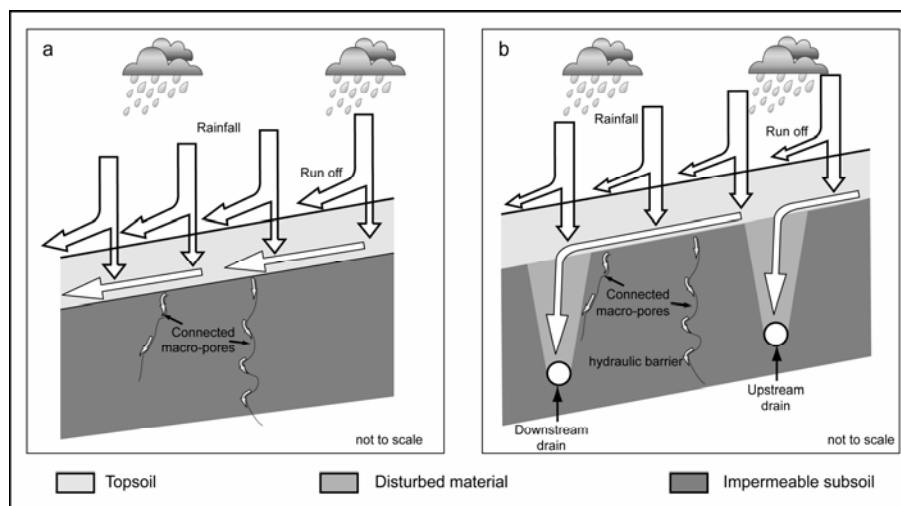 a
Rainfall
Run off
Connected
macro-pores
not to scale
b
Rainfall
Run off
Connected
macro-pores
hydraulic barrier
Upstream
drain
Downstream
drain
not to scale
Topsoil
Disturbed material
Impermeable subsoil